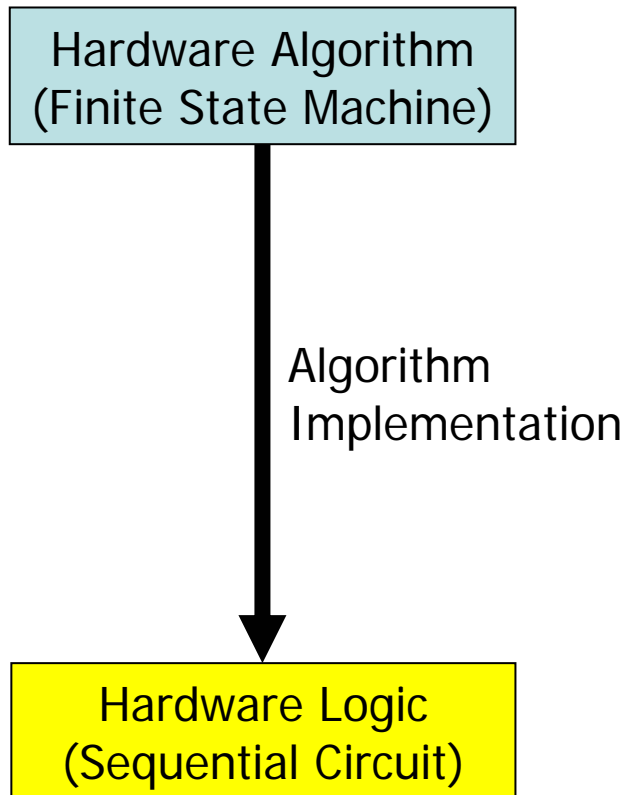 Hardware Algorithm
(Finite State Machine)
Algorithm
Implementation
Hardware Logic
(Sequential Circuit)